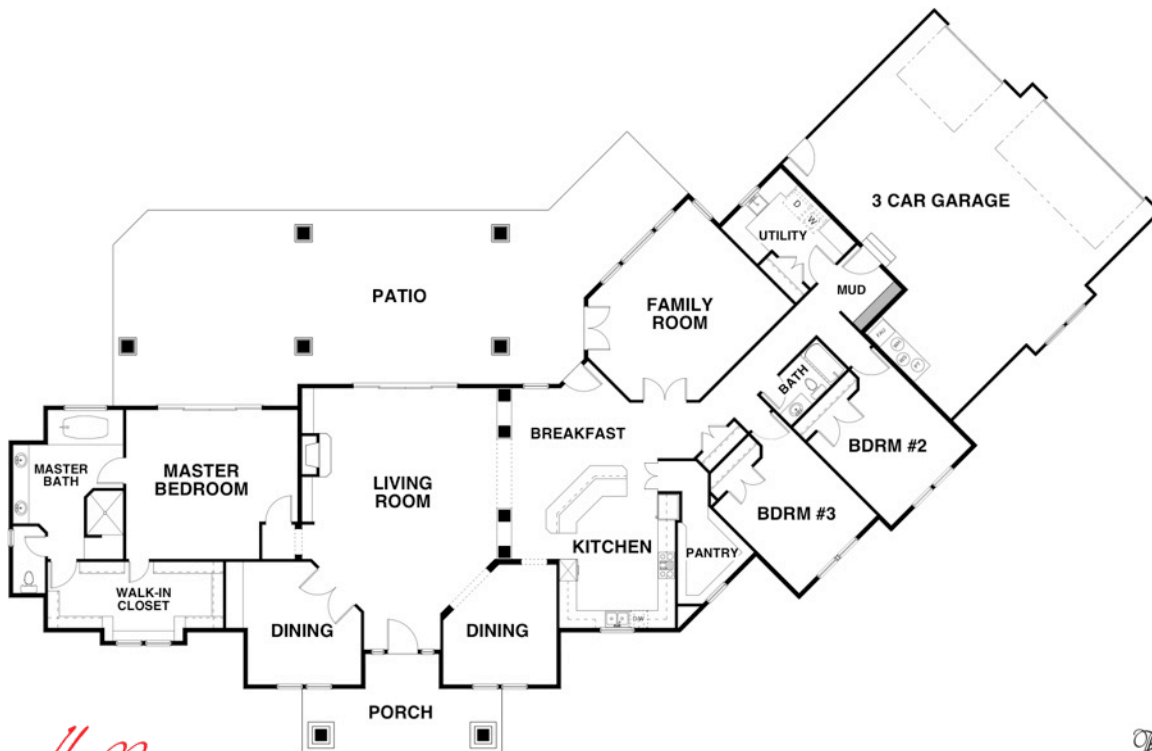 3 CAR GARAGE
D
W
UTILITY
MUD
PATIO
FAMILY
ROOM
BATH
BREAKFAST
BDRM #2
MASTER
BATH
MASTER
BEDROOM
LIVING
ROOM
BDRM #3
KITCHEN
PANTRY
WALK-IN
CLOSET
DINING
DINING
DW
PORCH